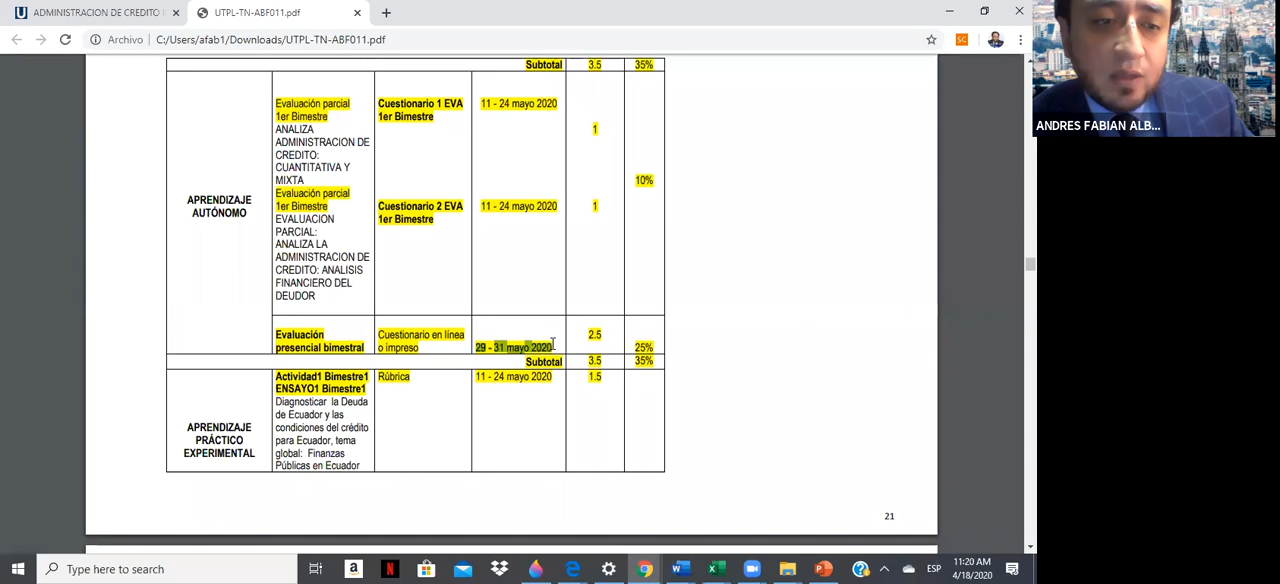 ADMINISTRACION DE CREDITO
UTPL-TN-ABF011.pdf
Archivo
C:/Users/afab1/Downloads/UTPL-TN-ABF011.pdf
SC
ANDRES FABIAN ALB...
Subtotal 3.5 35%
APRENDIZAJE
AUTÓNOMO
Evaluación parcial
1er Bimestre
ANALIZA
ADMINISTRACION DE
CREDITO:
CUANTITATIVA Y
MIXTA
Evaluación parcial
1er Bimestre
EVALUACION
PARCIAL:
ANALIZA LA
ADMINISTRACION DE
CREDITO: ANALISIS
FINANCIERO DEL
DEUDOR
Cuestionario 1 EVA
1er Bimestre
11 - 24 mayo 2020
1
Cuestionario 2 EVA
1er Bimestre
11 - 24 mayo 2020
1
10%
Evaluación
presencial bimestral
Cuestionario en línea
o impreso
29 - 31 mayo 2020
2.5
25%
Subtotal 3.5 35%
APRENDIZAJE
PRÁCTICO
EXPERIMENTAL
Actividad1 Bimestre1
ENSAYO1 Bimestre1
Diagnosticar la Deuda
de Ecuador y las
condiciones del crédito
para Ecuador, tema
global: Finanzas
Públicas en Ecuador
Rúbrica
11 - 24 mayo 2020
1.5
21
Type here to search
ESP
11:20 AM
4/18/2020